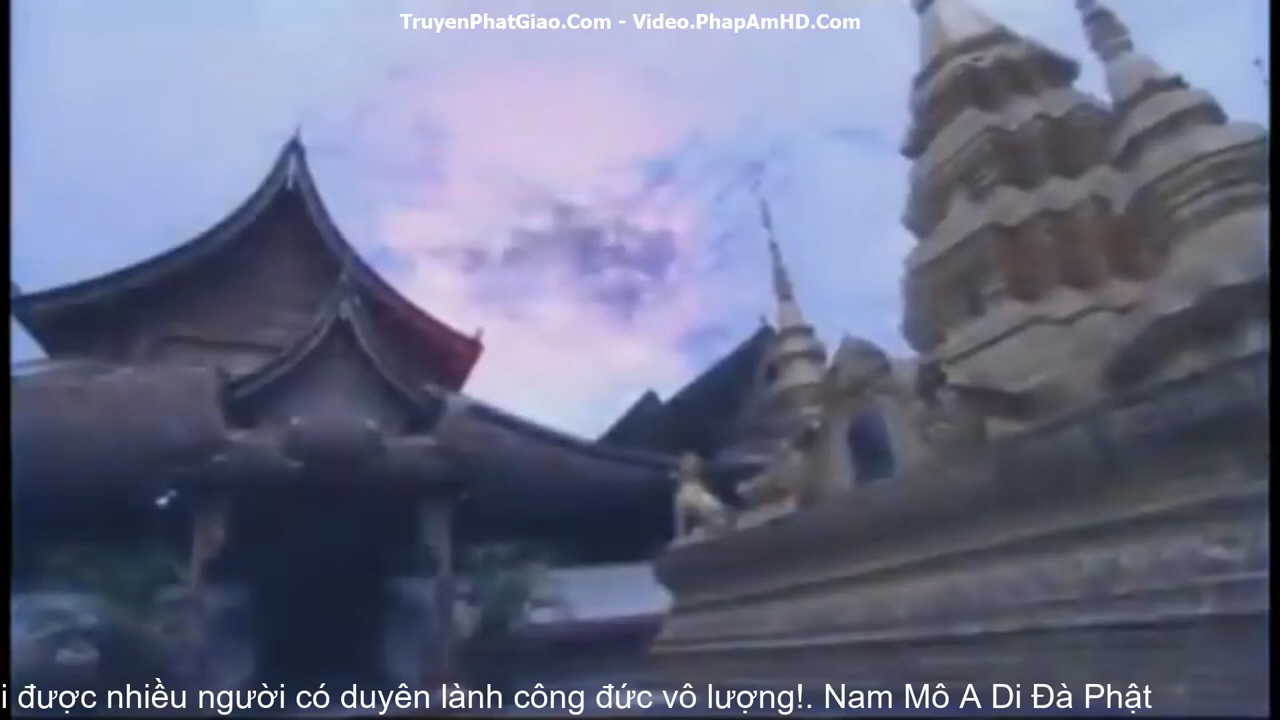 TruyenPhatGiao.Com - Video.PhapAmHD.Com
i được nhiều người có duyên lành công đức vô lượng!. Nam Mô A Di Đà Phật